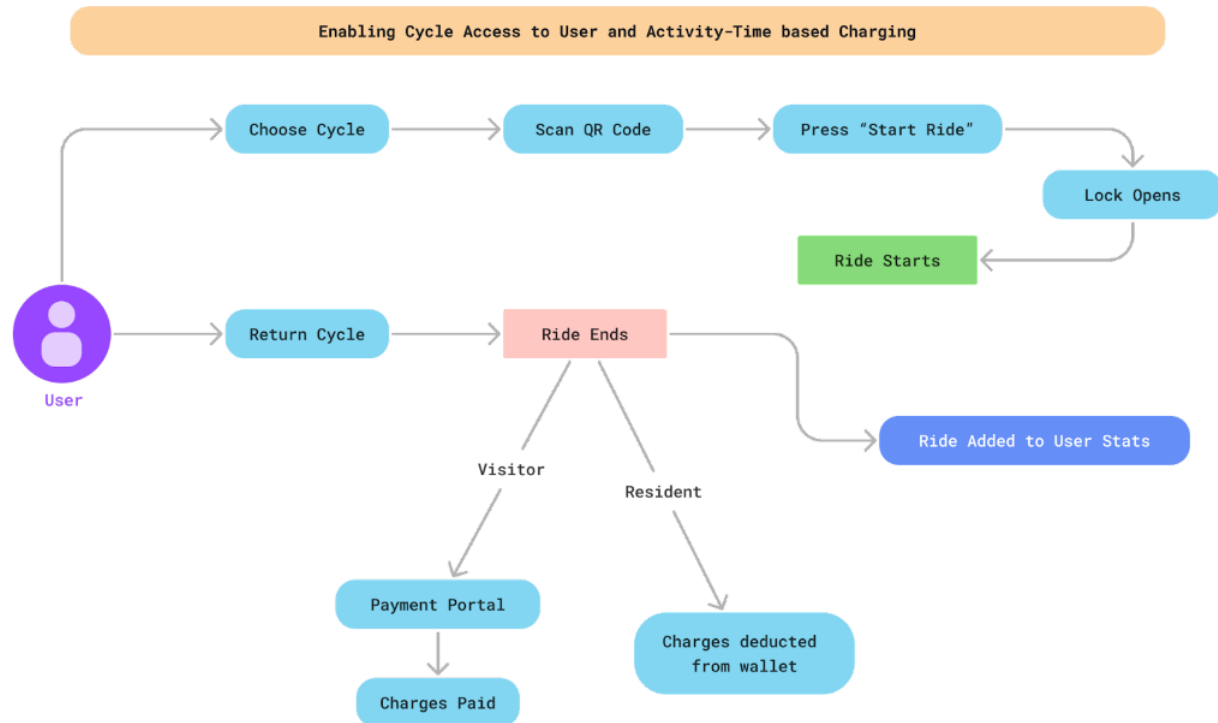 Enabling Cycle Access to User and Activity-Time based Charging
Choose Cycle
Scan QR Code
Press “Start Ride”
Lock Opens
Ride Starts
Return Cycle
Ride Ends
User
Ride Added to User Stats
Visitor
Resident
Payment Portal
Charges deducted
from wallet
Charges Paid